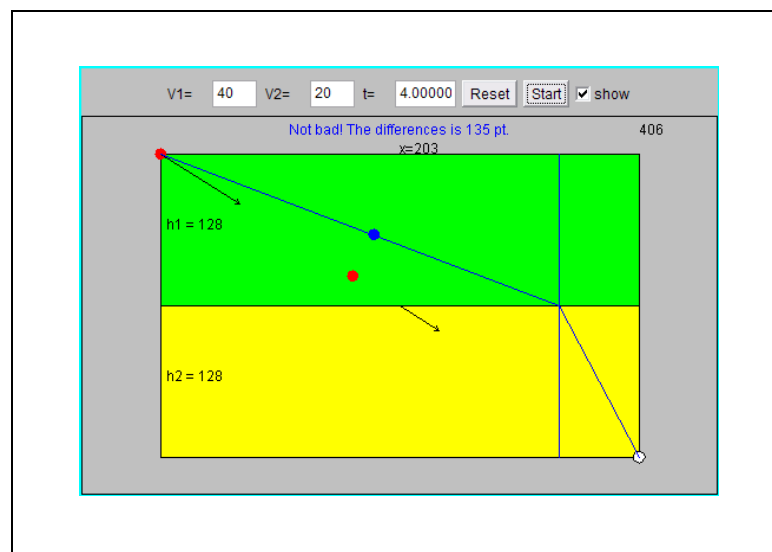 V1= 40 V2= 20 t= 4.00000 Reset Start show
Not bad! The differences is 135 pt. 406
x=203
h1 = 128
h2 = 128